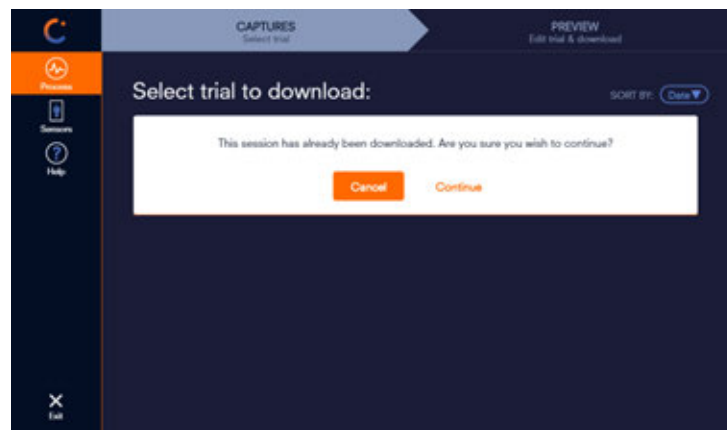 CAPTURES
Select trial
PREVIEW
Edit trial & download
Process
Sensors
Help
Exit
Select trial to download:
SORT BY: Date
This session has already been downloaded. Are you sure you wish to continue?
Cancel
Continue